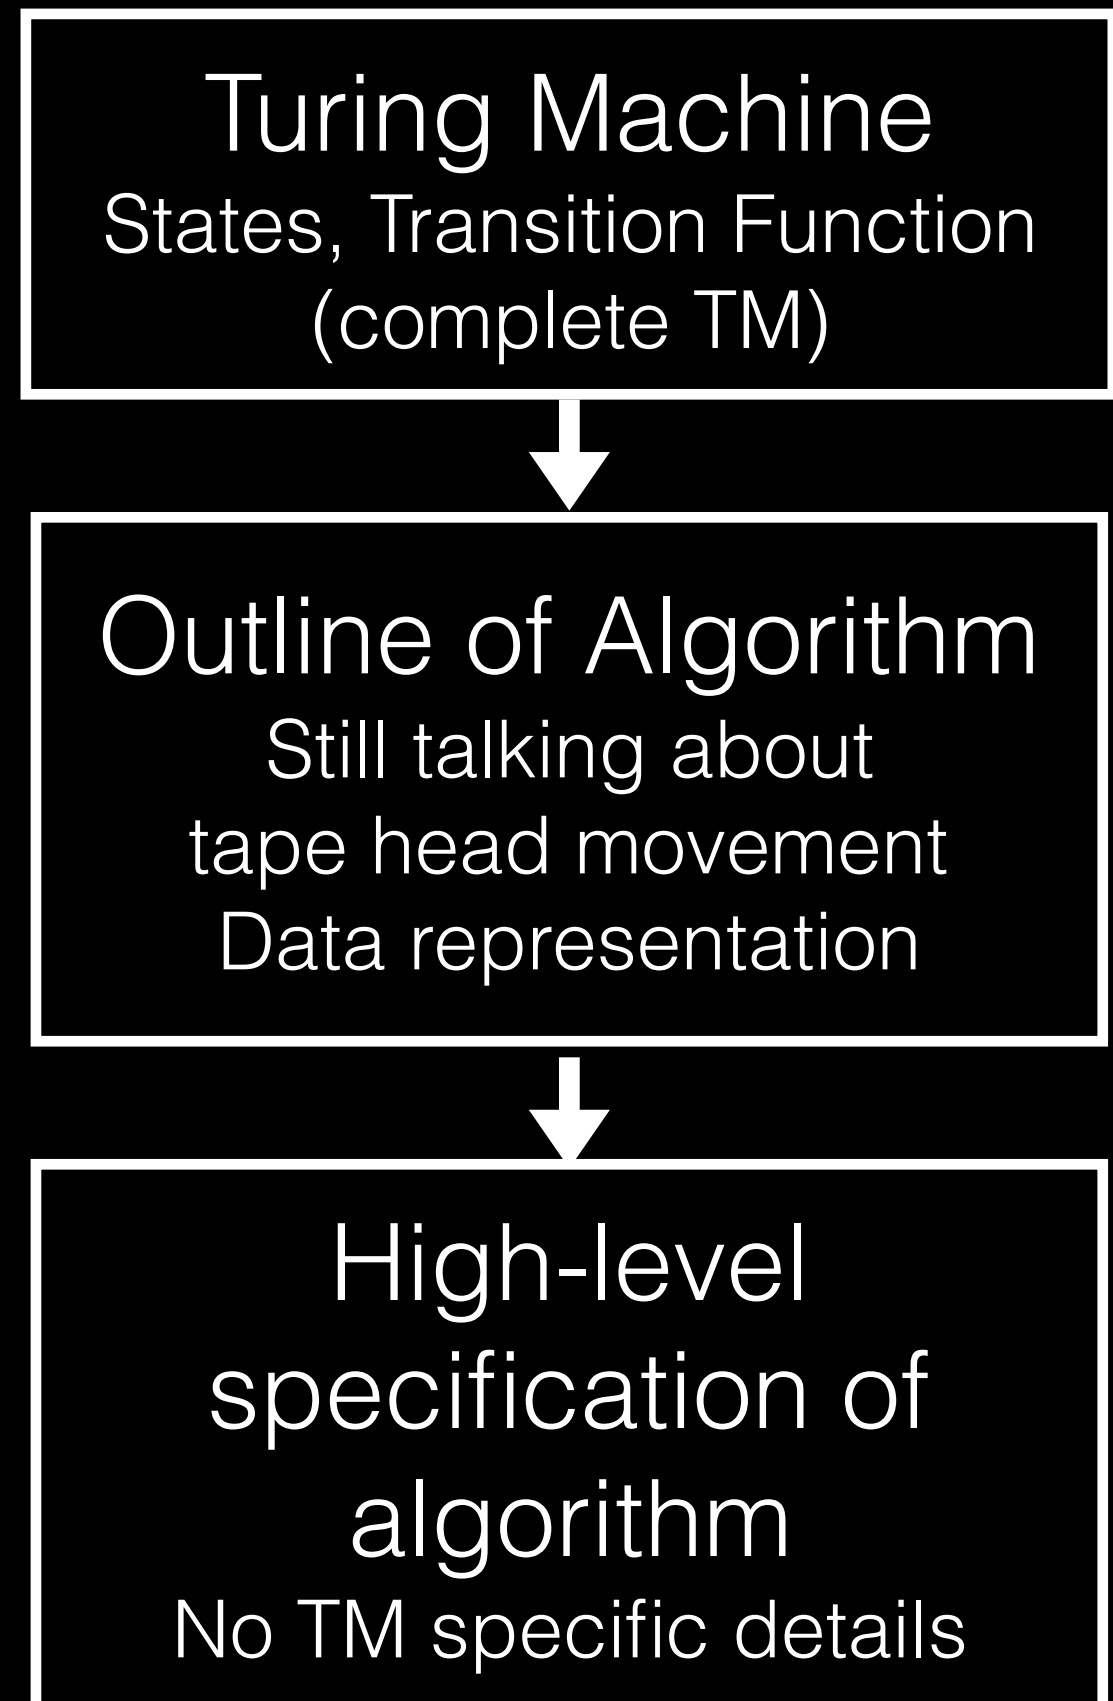 Turing Machine
States, Transition Function
(complete TM)
Outline of Algorithm
Still talking about
tape head movement
Data representation
High-level
specification of
algorithm
No TM specific details